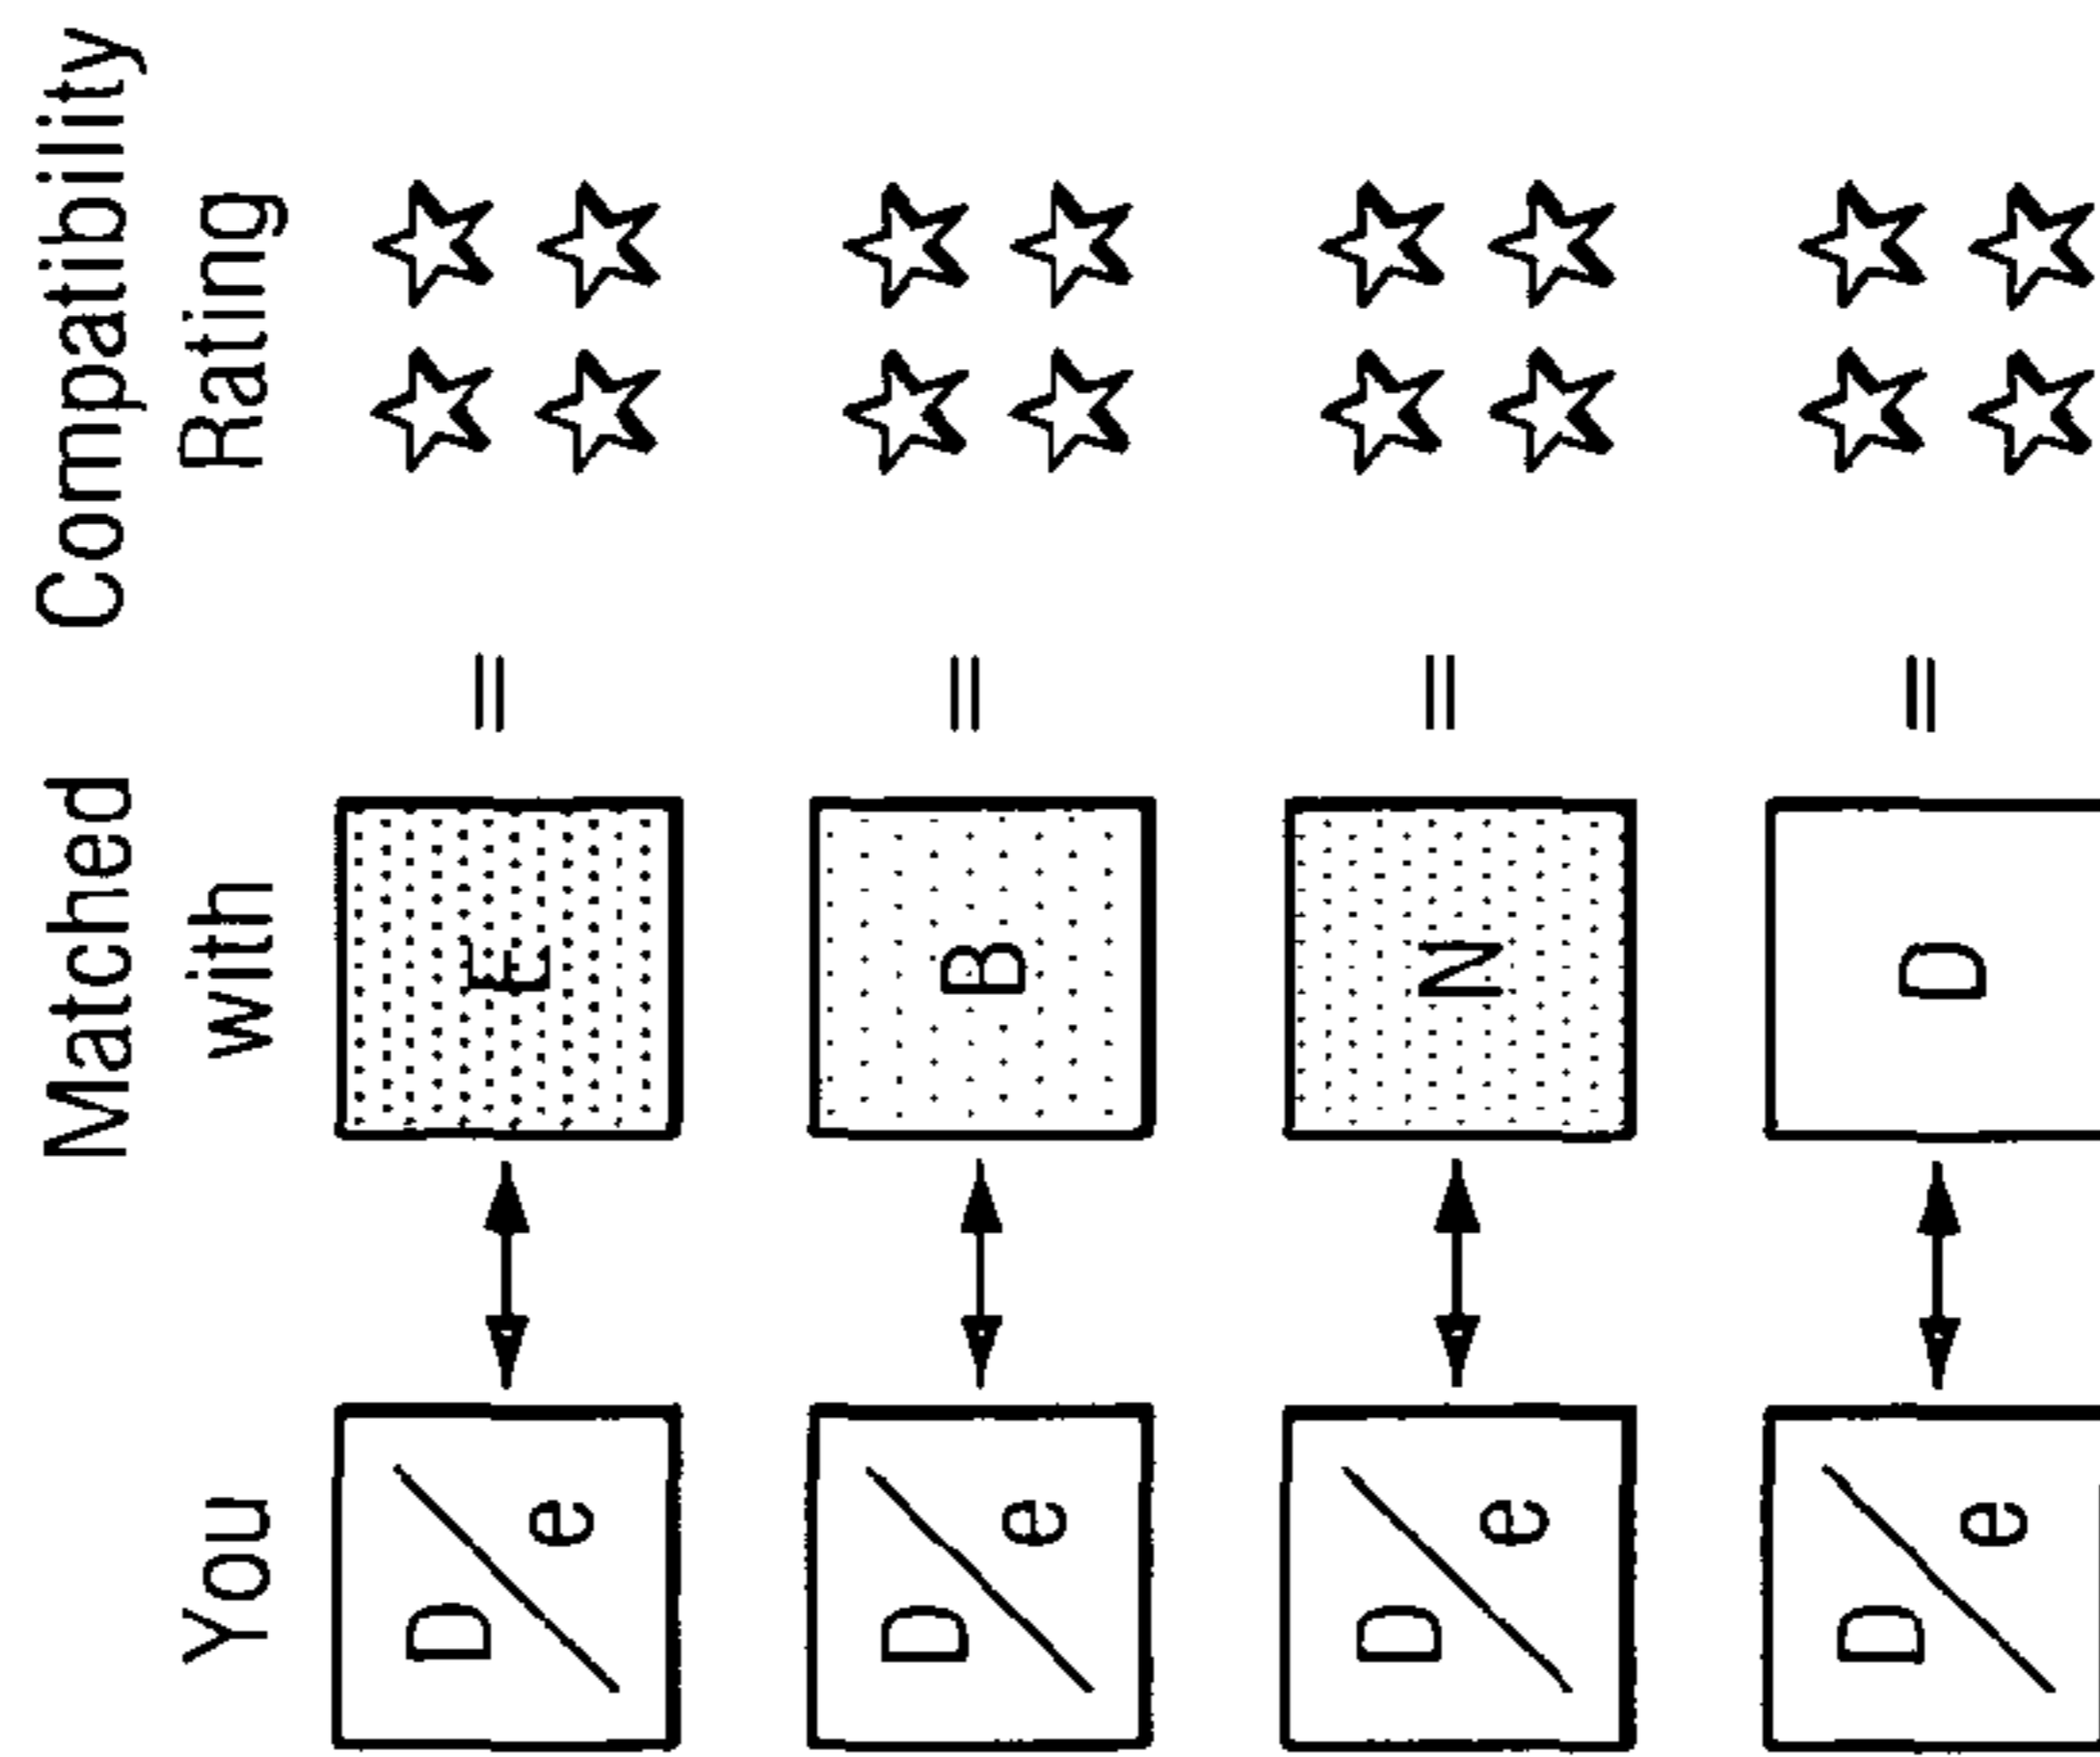 Matched Compatibility
You with Rating
D/e E =
D/e B =
D/e N =
D/e D =